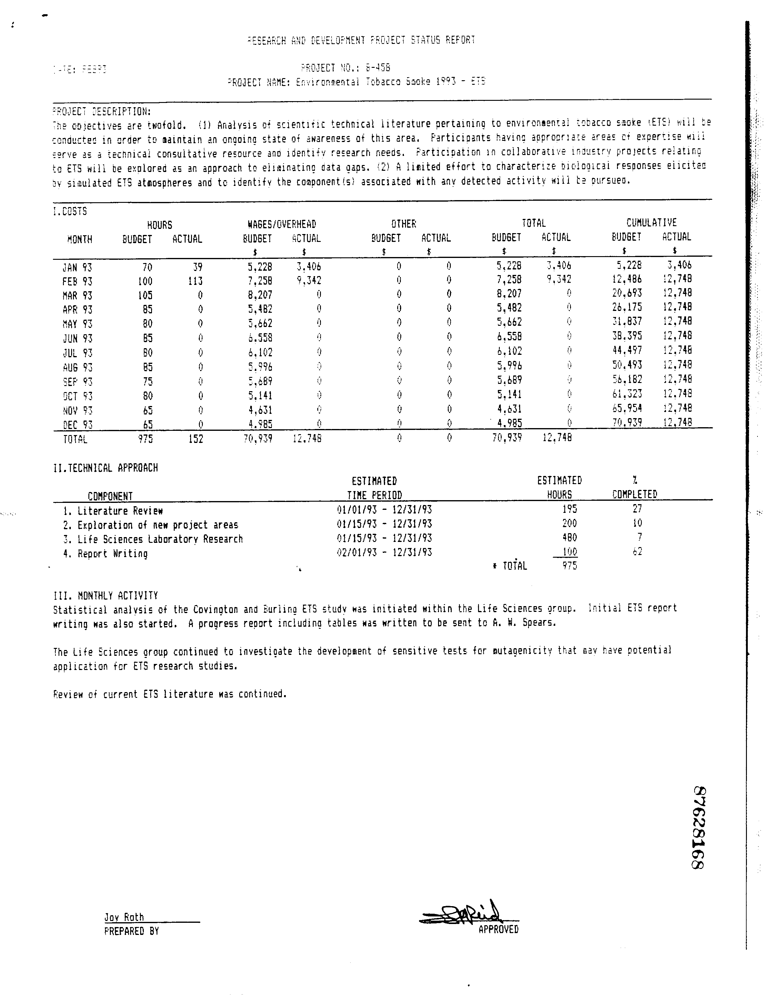 RESEARCH AND DEVELOPMENT PROJECT STATUS REPORT
PROJECT NO.: B-458
PROJECT NAME: Environmental Tobacco Smoke 1993 - ETS
PROJECT DESCRIPTION:
The objectives are twofold. (1) Analysis of scientific technical literature pertaining to environmental tobacco smoke (ETS) will be
conducted in order to maintain an ongoing state of awareness of this area. Participants having appropriate areas of expertise will
serve as a technical consultative resource and identify research needs. Participation in collaborative industry projects relating
to ETS will be explored as an approach to eliminating data gaps. (2) A limited effort to characterize biological responses elicited
by simulated ETS atmospheres and to identify the component(s) associated with any detected activity will be pursued.
I.COSTS
HOURS WAGES/OVERHEAD OTHER TOTAL CUMULATIVE
MONTH BUDGET ACTUAL BUDGET ACTUAL BUDGET ACTUAL BUDGET ACTUAL BUDGET ACTUAL
$ $ $ $ $ $ $ $
JAN 93 70 39 5,228 3,406 0 0 5,228 3,406 5,228 3,406
FEB 93 100 113 7,258 9,342 0 0 7,258 9,342 12,486 12,748
MAR 93 105 0 8,207 0 0 0 8,207 0 20,693 12,748
APR 93 85 0 5,482 0 0 0 5,482 0 26,175 12,748
MAY 93 80 0 5,662 0 0 0 5,662 0 31,837 12,748
JUN 93 85 0 6,558 0 0 0 6,558 0 38,395 12,748
JUL 93 80 0 6,102 0 0 0 6,102 0 44,497 12,748
AUG 93 85 0 5,996 0 0 0 5,996 0 50,493 12,748
SEP 93 75 0 5,689 0 0 0 5,689 0 56,182 12,748
OCT 93 80 0 5,141 0 0 0 5,141 0 61,323 12,748
NOV 93 65 0 4,631 0 0 0 4,631 0 65,954 12,748
DEC 93 65 0 4,985 0 0 0 4,985 0 70,939 12,748
TOTAL 975 152 70,939 12,748 0 0 70,939 12,748
II.TECHNICAL APPROACH
ESTIMATED ESTIMATED %
COMPONENT TIME PERIOD HOURS COMPLETED
1. Literature Review 01/01/93 - 12/31/93 195 27
2. Exploration of new project areas 01/15/93 - 12/31/93 200 10
3. Life Sciences Laboratory Research 01/15/93 - 12/31/93 480 7
4. Report Writing 02/01/93 - 12/31/93 100 62
* TOTAL 975
III. MONTHLY ACTIVITY
Statistical analysis of the Covington and Burling ETS study was initiated within the Life Sciences group. Initial ETS report
writing was also started. A progress report including tables was written to be sent to A. W. Spears.
The Life Sciences group continued to investigate the development of sensitive tests for mutagenicity that may have potential
application for ETS research studies.
Review of current ETS literature was continued.
87628168
Joy Roth
PREPARED BY
APPROVED